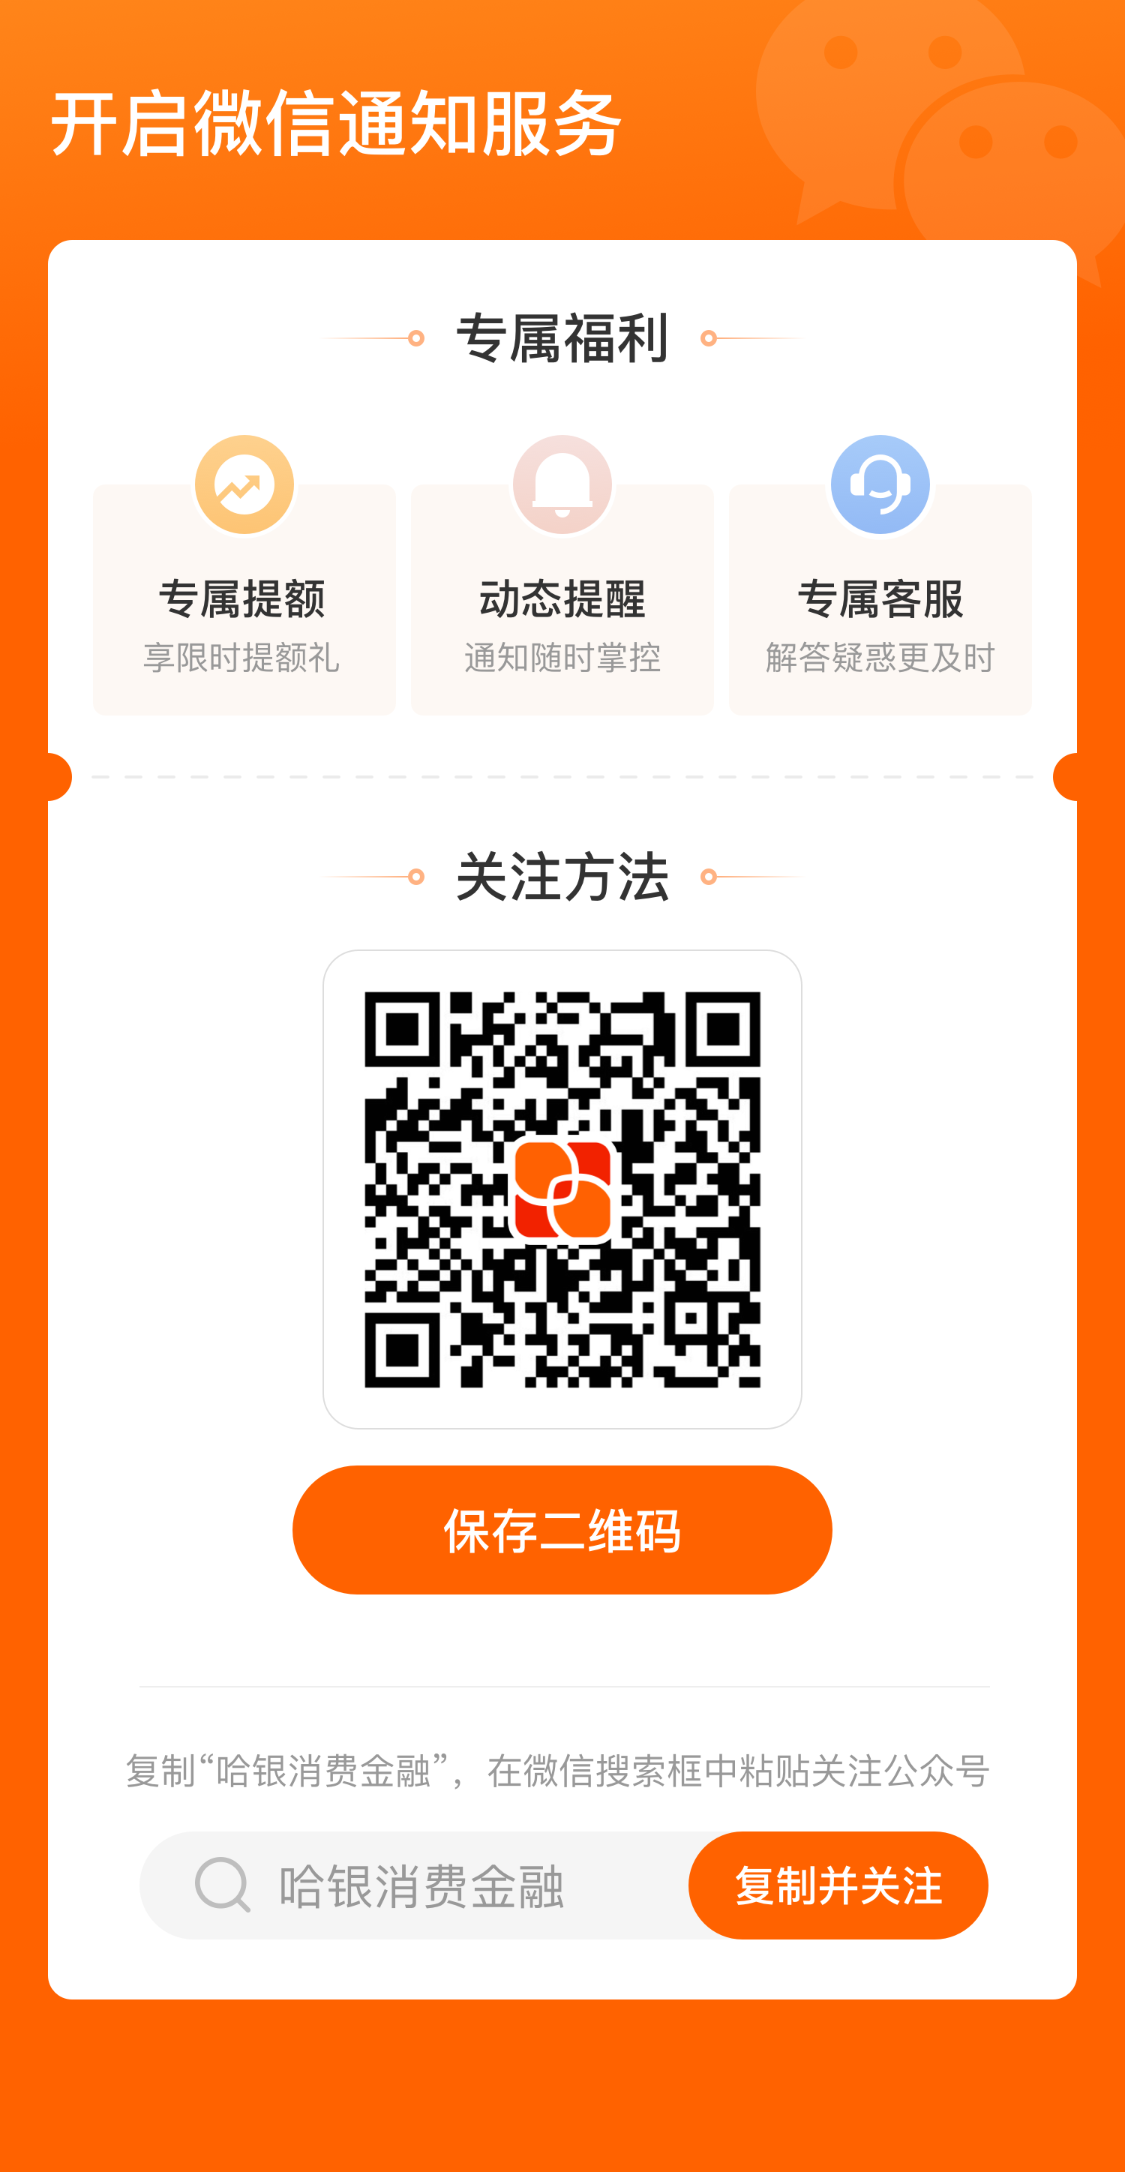 开启微信通知服务
专属福利
专属提额
享限时提额礼
动态提醒
通知随时掌控
专属客服
解答疑惑更及时
关注方法
保存二维码
复制“哈银消费金融”，在微信搜索框中粘贴关注公众号
哈银消费金融
复制并关注